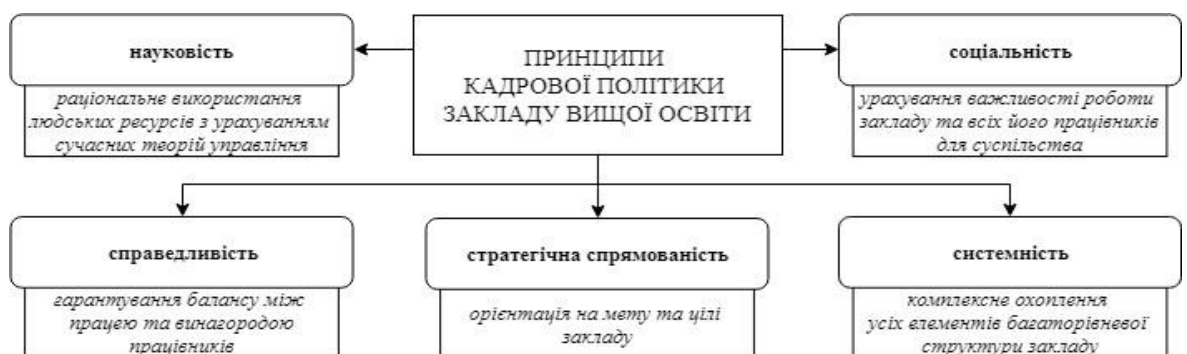 науковість
раціональне використання
людських ресурсів з урахуванням
сучасних теорій управління
ПРИНЦИПИ
КАДРОВОЇ ПОЛІТИКИ
ЗАКЛАДУ ВИЩОЇ ОСВІТИ
соціальність
урахування важливості роботи
закладу та всіх його працівників
для суспільства
справедливість
гарантування балансу між
працею та винагородою
працівників
стратегічна спрямованість
орієнтація на мету та цілі
закладу
системність
комплексне охоплення
усіх елементів багаторівневої
структури закладу